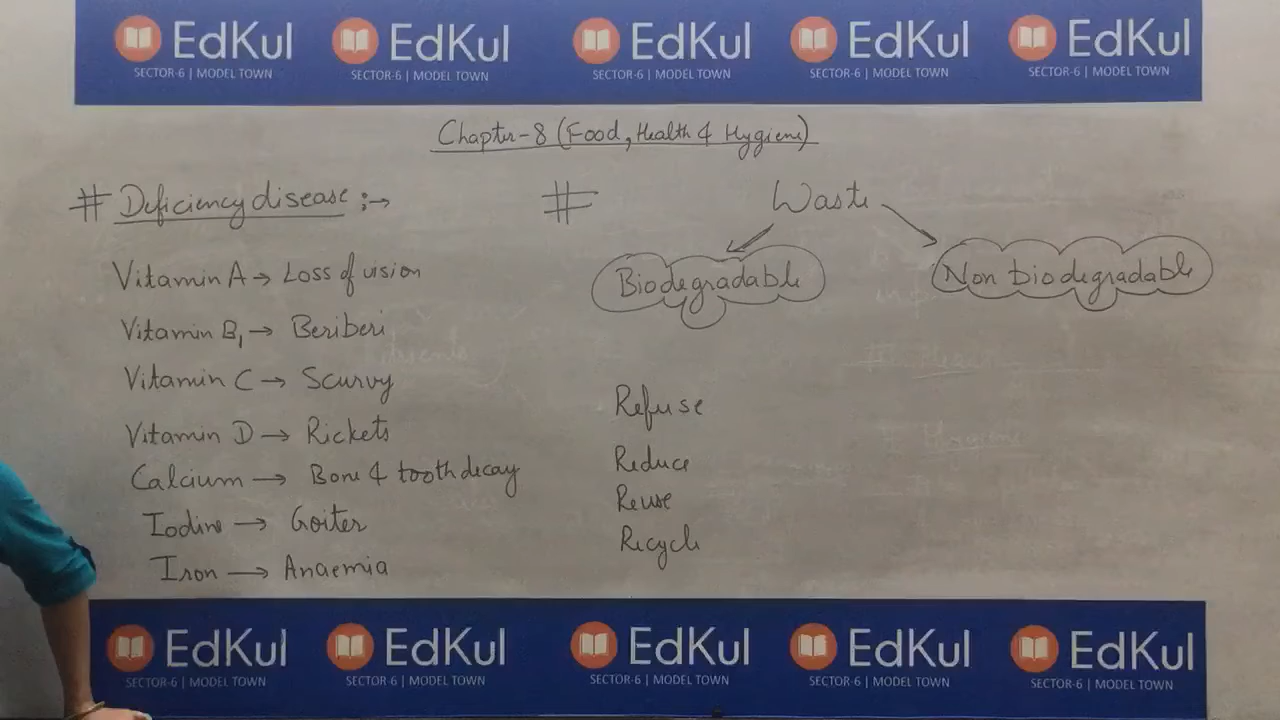 EdKul EdKul EdKul EdKul EdKul
SECTOR-6 | MODEL TOWN SECTOR-6 | MODEL TOWN SECTOR-6 | MODEL TOWN SECTOR-6 | MODEL TOWN SECTOR-6 | MODEL TOWN
Chapter-8 (Food, Health & Hygiene)
# Deficiency disease :→
Vitamin A → Loss of vision
Vitamin B1 → Beriberi
Vitamin C → Scurvy
Vitamin D → Rickets
Calcium → Bone & tooth decay
Iodine → Goiter
Iron → Anaemia
# Waste
Biodegradable Non biodegradable
Refuse
Reduce
Reuse
Recycle
EdKul EdKul EdKul EdKul EdKul
SECTOR-6 | MODEL TOWN SECTOR-6 | MODEL TOWN SECTOR-6 | MODEL TOWN SECTOR-6 | MODEL TOWN SECTOR-6 | MODEL TOWN